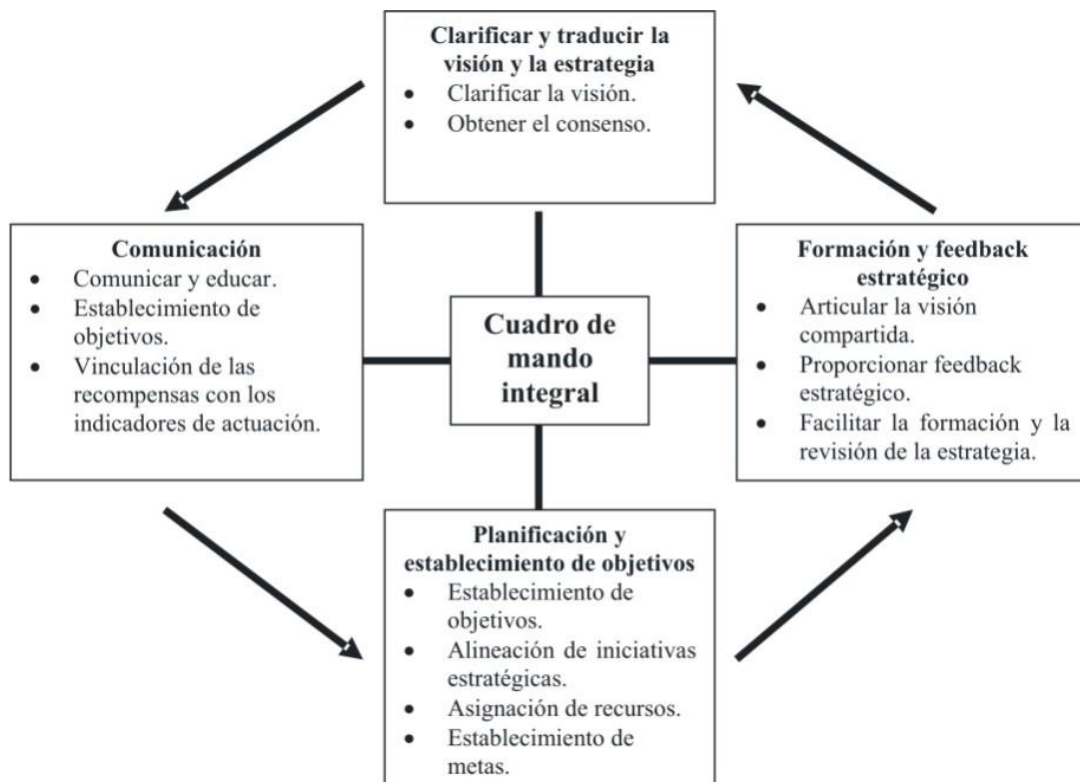 Clarificar y traducir la
visión y la estrategia
• Clarificar la visión.
• Obtener el consenso.
Comunicación
• Comunicar y educar.
• Establecimiento de
objetivos.
• Vinculación de las
recompensas con los
indicadores de actuación.
Cuadro de
mando
integral
Formación y feedback
estratégico
• Articular la visión
compartida.
• Proporcionar feedback
estratégico.
• Facilitar la formación y la
revisión de la estrategia.
Planificación y
establecimiento de objetivos
• Establecimiento de
objetivos.
• Alineación de iniciativas
estratégicas.
• Asignación de recursos.
• Establecimiento de
metas.